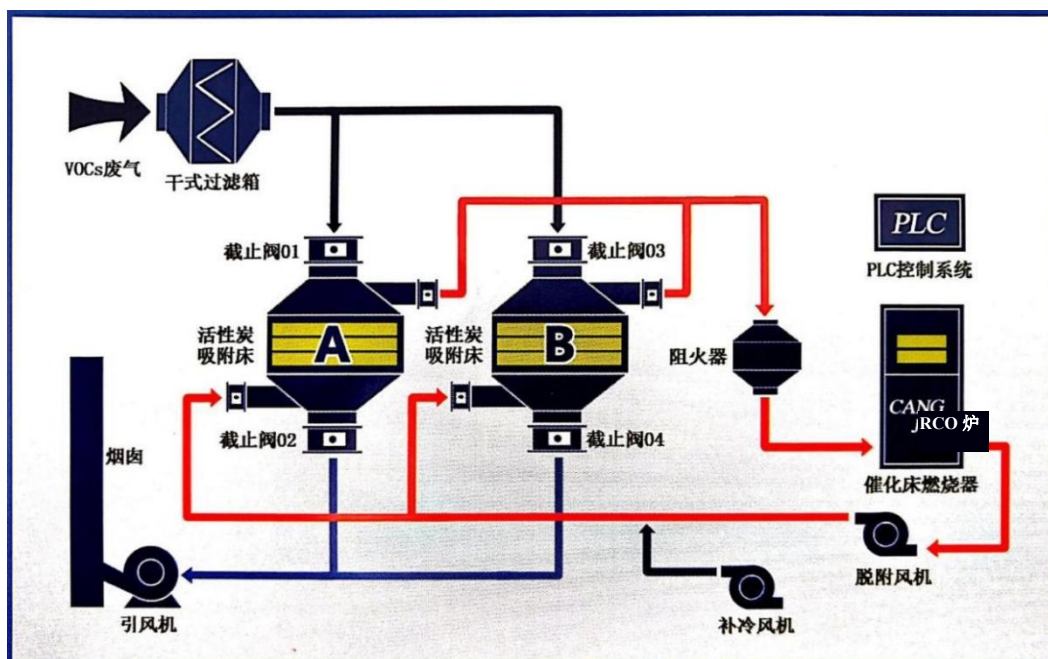 VOCs废气
干式过滤箱
截止阀01
截止阀03
PLC
PLC控制系统
活性炭
吸附床
A
活性炭
吸附床
B
阻火器
CANG
RCO 炉
截止阀02
截止阀04
烟囱
催化床燃烧器
脱附风机
引风机
补冷风机